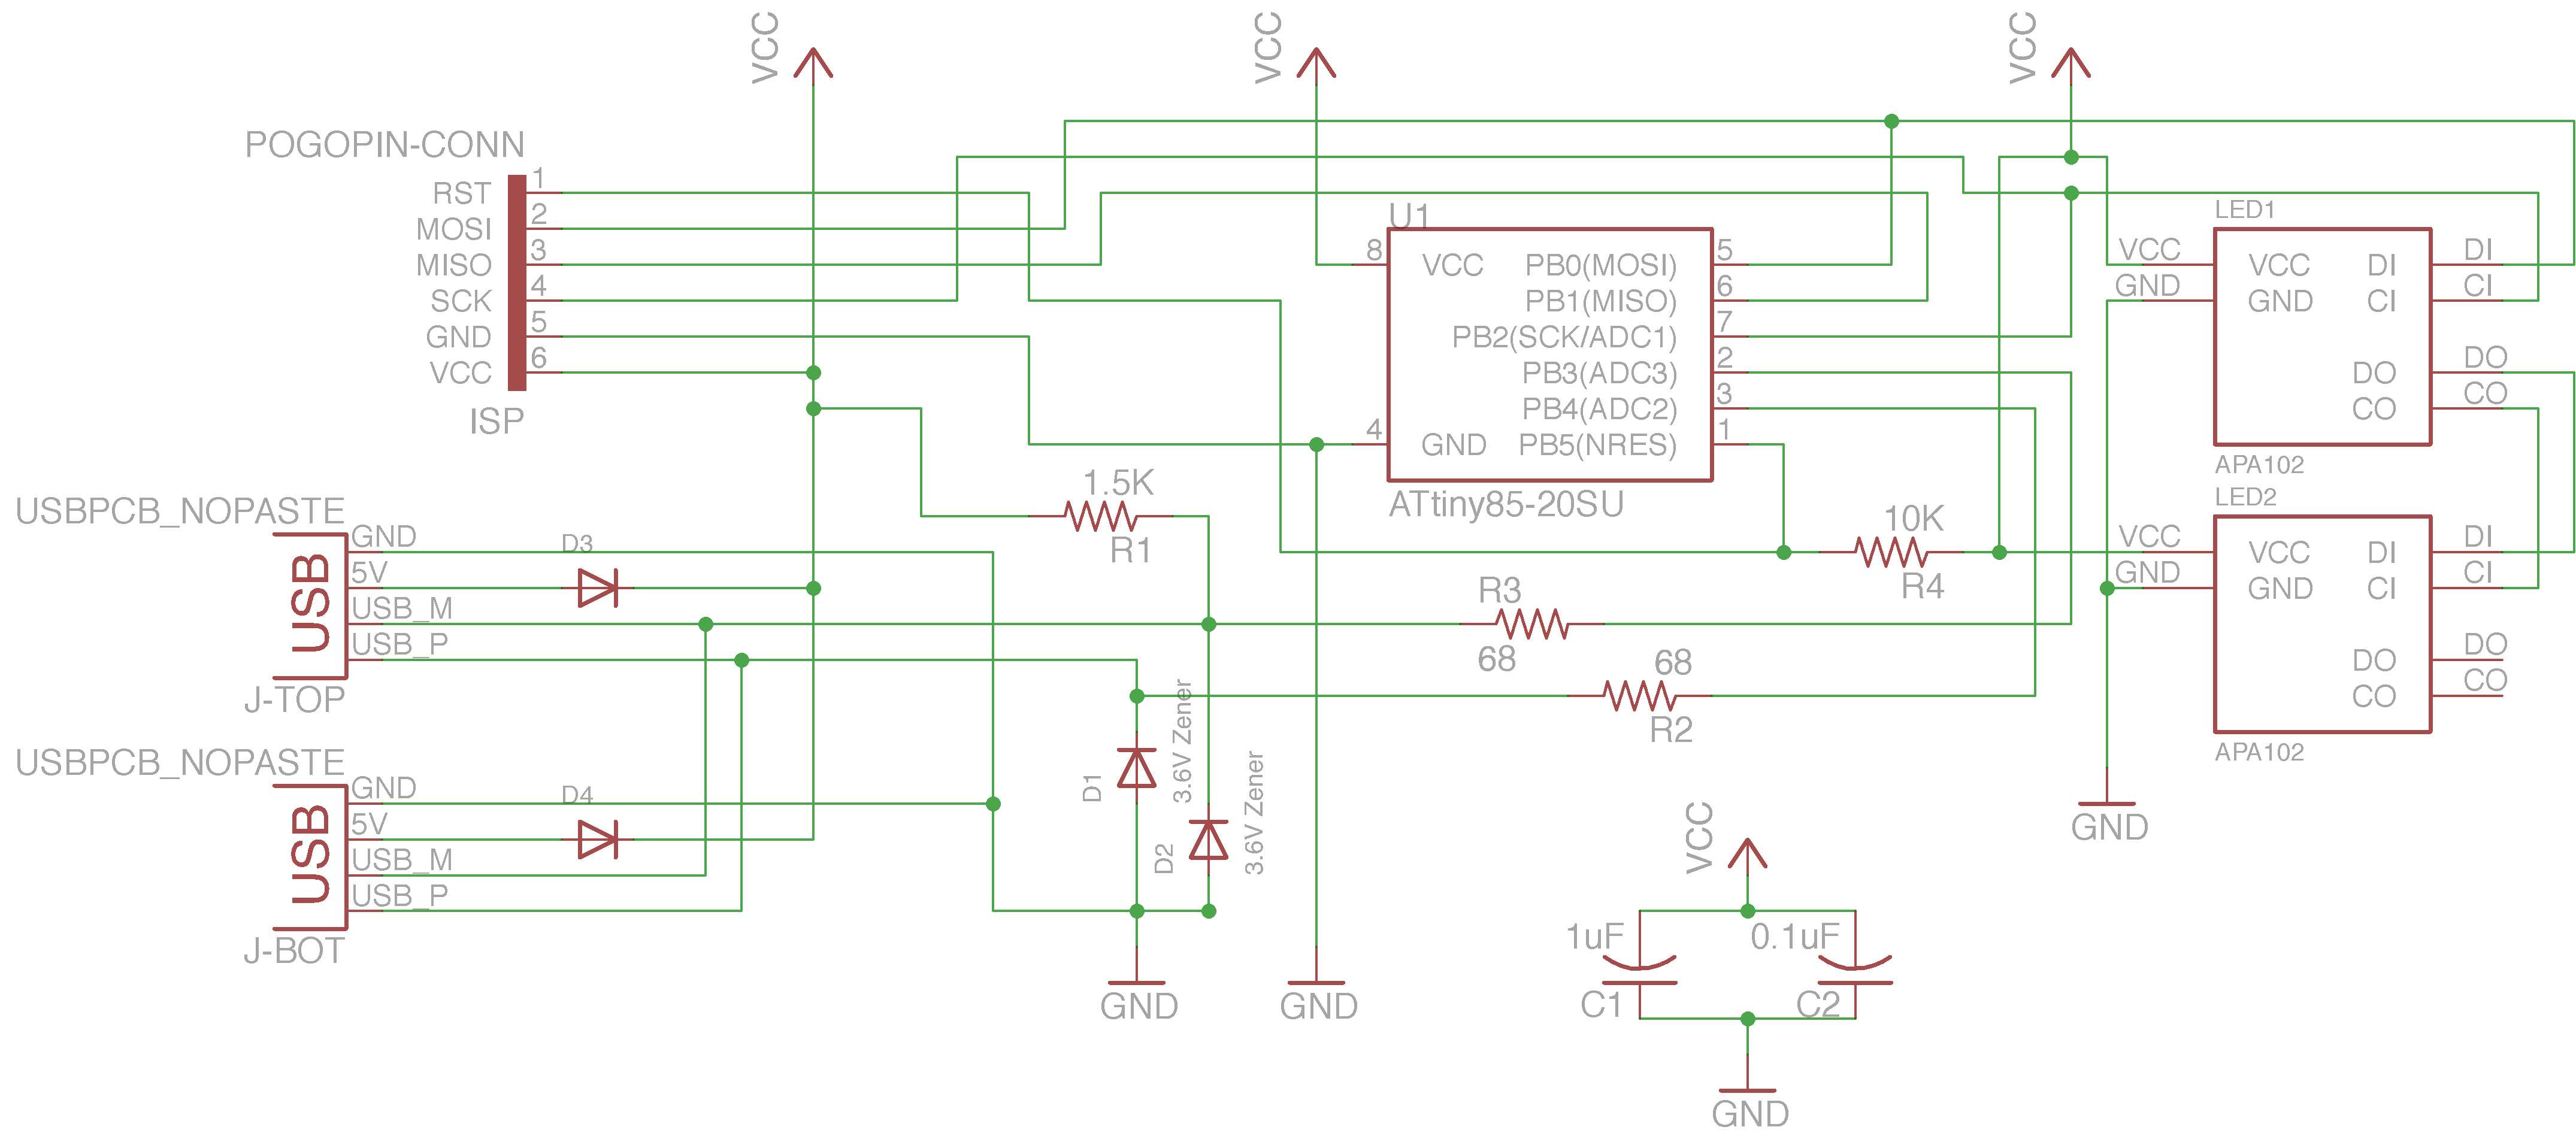 VCC
VCC
VCC
POGOPIN-CONN
RST 1
MOSI 2
MISO 3
SCK 4
GND 5
VCC 6
ISP
U1
8 VCC PB0(MOSI) 5
PB1(MISO) 6
PB2(SCK/ADC1) 7
PB3(ADC3) 2
PB4(ADC2) 3
4 GND PB5(NRES) 1
ATtiny85-20SU
LED1
VCC VCC DI DI
GND GND CI CI
DO DO
CO CO
APA102
LED2
VCC VCC DI DI
GND GND CI CI
DO DO
CO CO
APA102
GND
1.5K
R1
10K
R4
R3
68
68
R2
USBPCB_NOPASTE
USB
GND
5V
USB_M
USB_P
J-TOP
D3
USBPCB_NOPASTE
USB
GND
5V
USB_M
USB_P
J-BOT
D4
D1
3.6V Zener
D2
3.6V Zener
GND
GND
VCC
1uF
0.1uF
C1
C2
GND